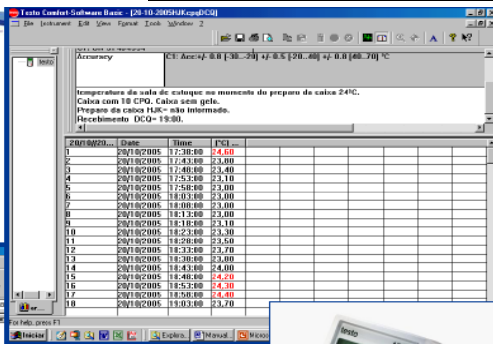 Testo Comfort-Software Basic - [20-10-2005HJKcpqDCQ]
File Instrument Edit View Format Tools Window ?
testo
Accuracy C1: Acc:+/- 0.8 [-30..-20] +/- 0.5 [-20..40] +/- 0.8 [40..70] °C
temperatura da sala de estoque no momento do preparo da caixa 24ºC.
Caixa com 10 CPQ. Caixa sem gelo.
Preparo da caixa HJK= não informado.
Recebimento DCQ= 19:00.
20/10/20... Date Time [°C] ...
1 20/10/2005 17:38:00 24,60
2 20/10/2005 17:43:00 23,80
3 20/10/2005 17:48:00 23,40
4 20/10/2005 17:53:00 23,10
5 20/10/2005 17:58:00 23,00
6 20/10/2005 18:03:00 23,00
7 20/10/2005 18:08:00 23,00
8 20/10/2005 18:13:00 23,00
9 20/10/2005 18:18:00 23,10
10 20/10/2005 18:23:00 23,30
11 20/10/2005 18:28:00 23,50
12 20/10/2005 18:33:00 23,70
13 20/10/2005 18:38:00 23,80
14 20/10/2005 18:43:00 24,00
15 20/10/2005 18:48:00 24,20
16 20/10/2005 18:53:00 24,30
17 20/10/2005 18:58:00 24,40
18 20/10/2005 19:03:00 23,70
or...
For help, press F1
Iniciar Explora... Manual... Micros
testo